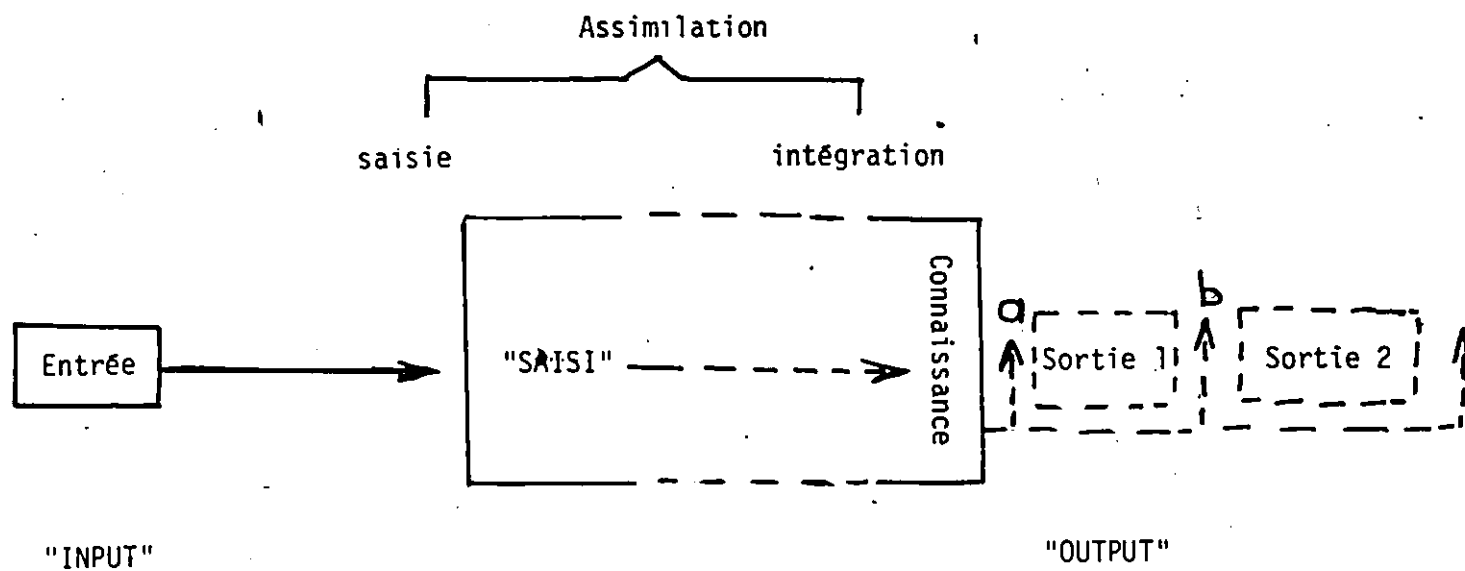 Assimilation
saisie intégration
Connaissance
a b
Entrée "SAISI" Sortie 1 Sortie 2
"INPUT" "OUTPUT"